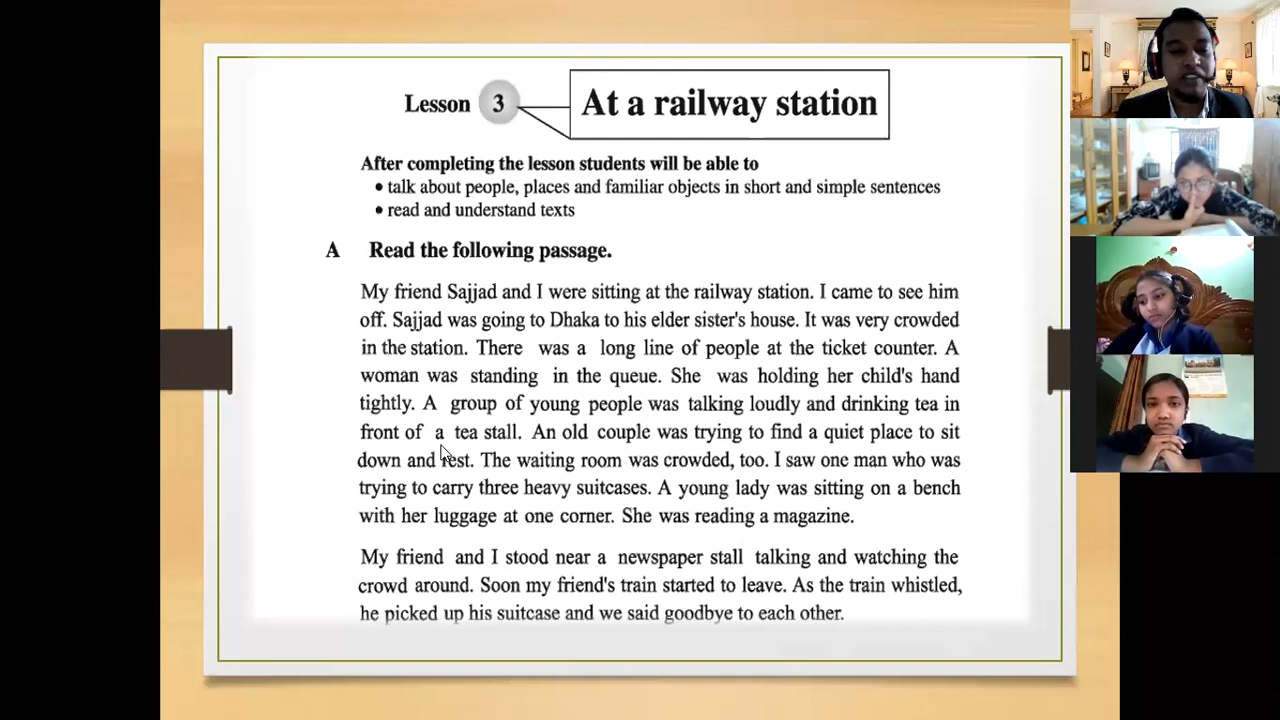 Lesson 3 At a railway station
After completing the lesson students will be able to
• talk about people, places and familiar objects in short and simple sentences
• read and understand texts
A Read the following passage.
My friend Sajjad and I were sitting at the railway station. I came to see him
off. Sajjad was going to Dhaka to his elder sister's house. It was very crowded
in the station. There was a long line of people at the ticket counter. A
woman was standing in the queue. She was holding her child's hand
tightly. A group of young people was talking loudly and drinking tea in
front of a tea stall. An old couple was trying to find a quiet place to sit
down and rest. The waiting room was crowded, too. I saw one man who was
trying to carry three heavy suitcases. A young lady was sitting on a bench
with her luggage at one corner. She was reading a magazine.
My friend and I stood near a newspaper stall talking and watching the
crowd around. Soon my friend's train started to leave. As the train whistled,
he picked up his suitcase and we said goodbye to each other.